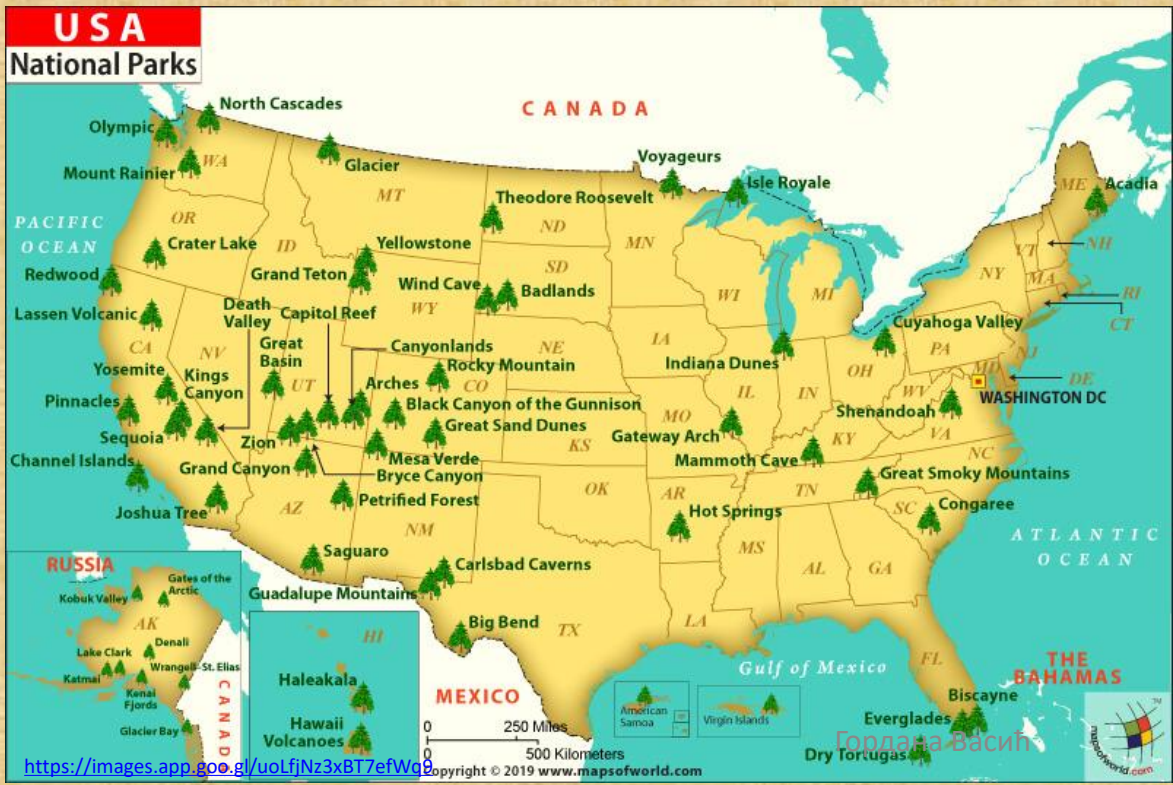 USA
National Parks
CANADA
North Cascades
Olympic
Mount Rainier
WA
Glacier
Voyageurs
Isle Royale
Acadia
ME
MT
Theodore Roosevelt
ND
MN
PACIFIC
OCEAN
OR
ID
Crater Lake
Yellowstone
Grand Teton
Redwood
SD
Wind Cave
Badlands
WY
WI
MI
NY
VT
NH
MA
RI
CT
Lassen Volcanic
Death
Valley
Capitol Reef
Great
Basin
Canyonlands
Rocky Mountain
CA
NV
UT
CO
NE
IA
Indiana Dunes
Cuyahoga Valley
PA
NJ
MD
DE
WASHINGTON DC
OH
IN
IL
WV
Yosemite
Kings
Canyon
Pinnacles
Sequoia
Arches
Black Canyon of the Gunnison
Great Sand Dunes
Zion
Mesa Verde
Bryce Canyon
Grand Canyon
Channel Islands
Joshua Tree
Petrified Forest
KS
MO
Gateway Arch
Mammoth Cave
KY
Shenandoah
VA
NC
Great Smoky Mountains
TN
SC
Congaree
AZ
NM
OK
AR
Hot Springs
MS
AL
GA
ATLANTIC
OCEAN
Saguaro
Carlsbad Caverns
Guadalupe Mountains
Big Bend
TX
LA
FL
Gulf of Mexico
THE
BAHAMAS
Biscayne
Everglades
Dry Tortugas
MEXICO
RUSSIA
Kobuk Valley
Gates of the
Arctic
AK
Denali
Lake Clark
Wrangell-St. Elias
Katmai
Kenai
Fjords
Glacier Bay
CANADA
HI
Haleakala
Hawaii
Volcanoes
American
Samoa
Virgin Islands
0 250 Miles
0 500 Kilometers
Copyright © 2019 www.mapsofworld.com
https://images.app.goo.gl/uoLfjNz3xBT7efWq9
Гордана Васић
mapsofworld.com
TM